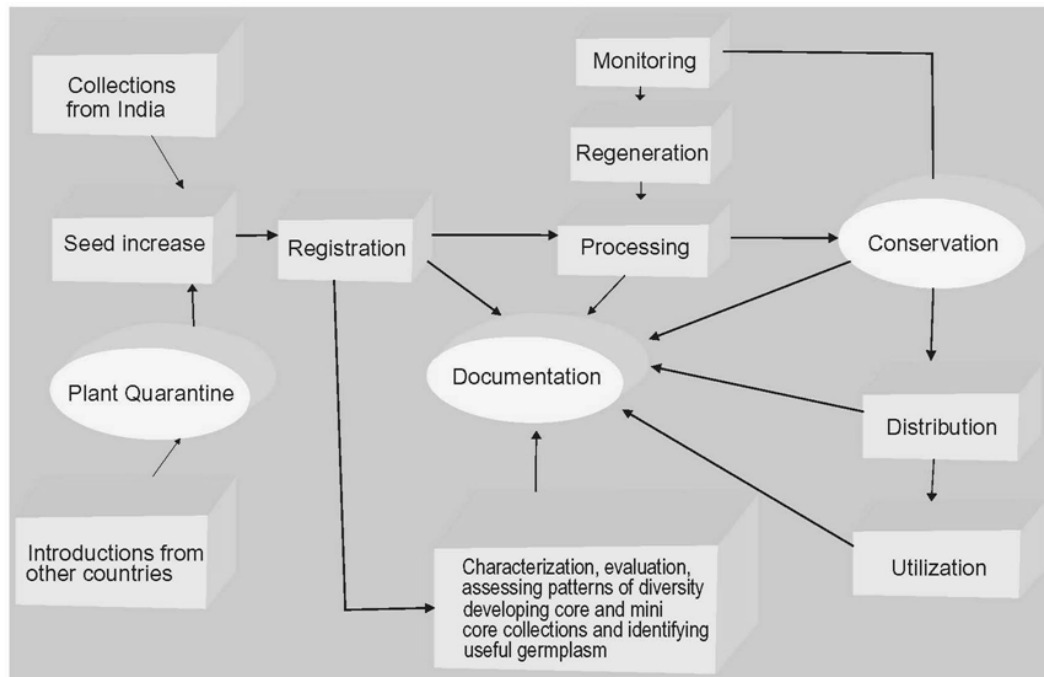 Collections
from India
Monitoring
Regeneration
Seed increase
Registration
Processing
Conservation
Plant Quarantine
Documentation
Distribution
Introductions from
other countries
Characterization, evaluation,
assessing patterns of diversity
developing core and mini
core collections and identifying
useful germplasm
Utilization